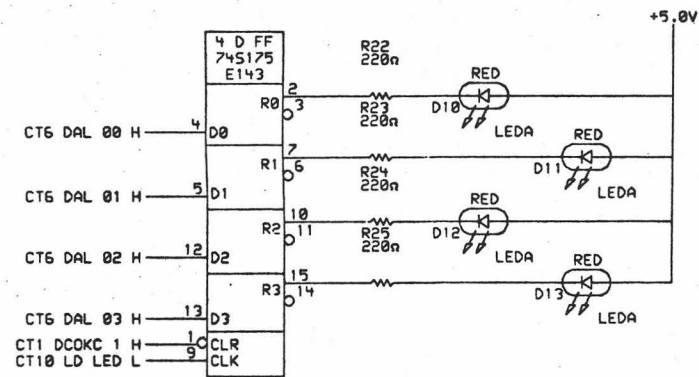 +5.0V
4 D FF
74S175
E143
R22
220Ω
RED
2
R0
3
R23
220Ω
D10
LEDA
4
CT6 DAL 00 H
D0
RED
7
R1
6
R24
220Ω
D11
LEDA
5
CT6 DAL 01 H
D1
RED
10
R2
11
R25
220Ω
D12
LEDA
12
CT6 DAL 02 H
D2
RED
15
R3
14
D13
LEDA
13
CT6 DAL 03 H
D3
1
CT1 DCOKC 1 H
CLR
9
CT10 LD LED L
CLK